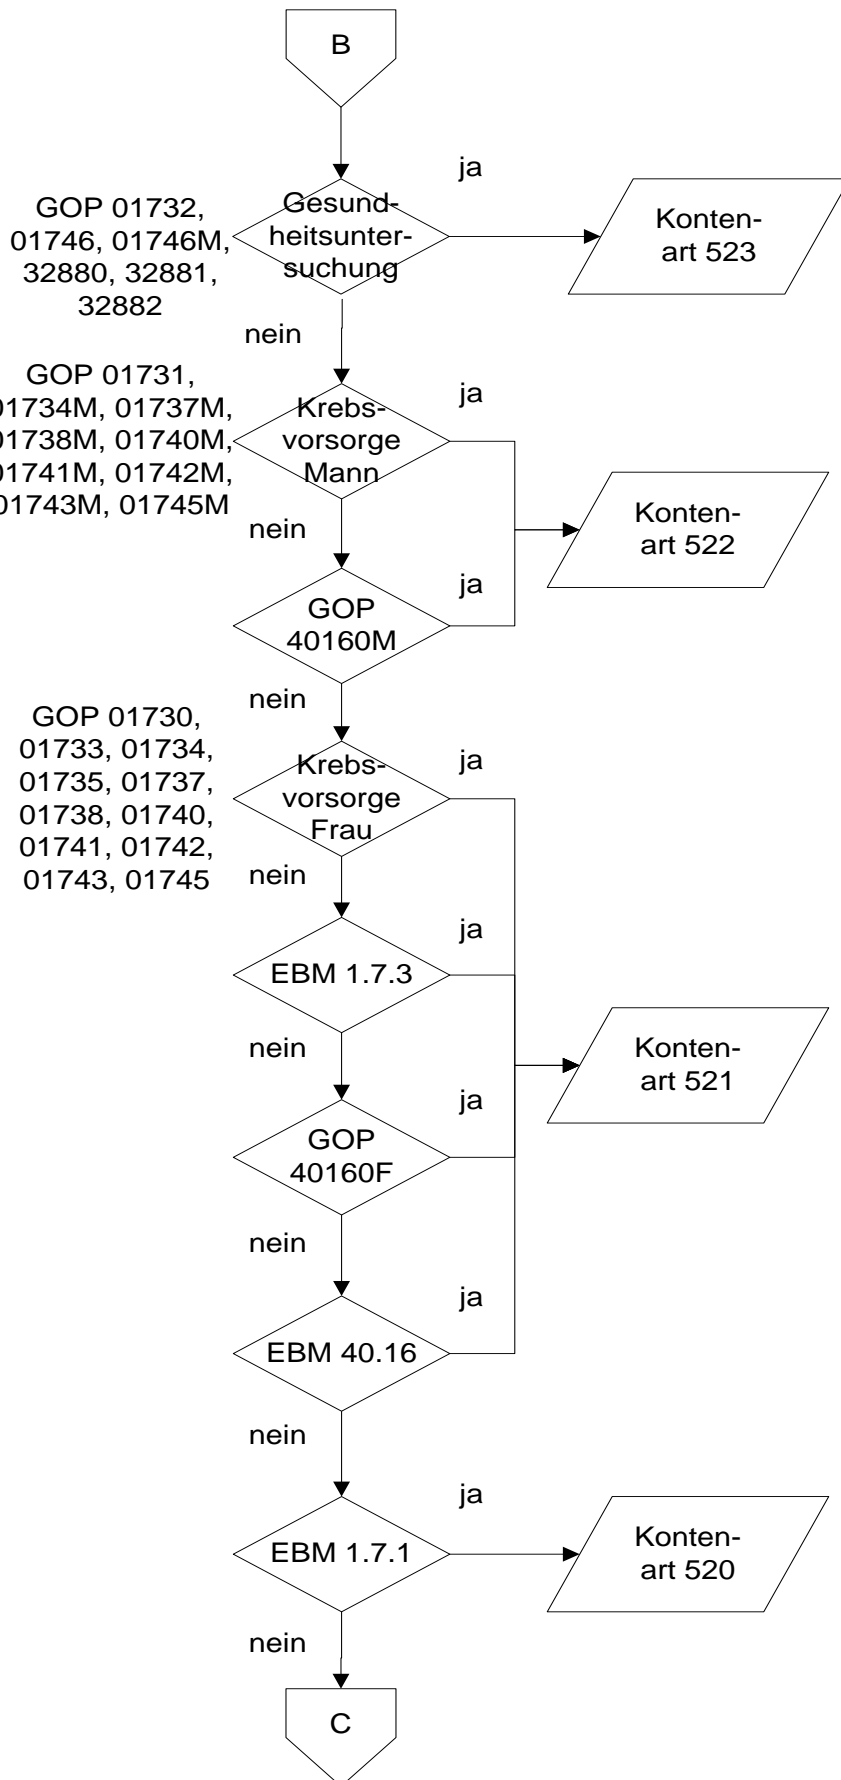 B
ja
GOP 01732,
01746, 01746M,
32880, 32881,
32882
Gesund-
heitsunter-
suchung
Konten-
art 523
nein
GOP 01731,
01734M, 01737M,
01738M, 01740M,
01741M, 01742M,
01743M, 01745M
Krebs-
vorsorge
Mann
ja
nein
Konten-
art 522
GOP
40160M
ja
nein
GOP 01730,
01733, 01734,
01735, 01737,
01738, 01740,
01741, 01742,
01743, 01745
Krebs-
vorsorge
Frau
ja
nein
EBM 1.7.3
ja
nein
Konten-
art 521
GOP
40160F
ja
nein
EBM 40.16
ja
nein
EBM 1.7.1
ja
Konten-
art 520
nein
C